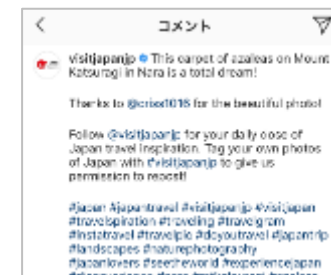 コメント
visitjapanjp This carpet of azaleas on Mount
Katsuragi in Nara is a total dream!
Thanks to @criss1016 for the beautiful photo!
Follow @visitjapanjp for your daily dose of
Japan travel inspiration. Tag your own photos
of Japan with #visitjapanjp to give us
permission to repost!
#japan #japantravel #visitjapanjp #visitjapan
#travelspiration #traveling #travelgram
#instatravel #travelpic #doyoutravel #japantrip
#landscapes #naturephotography
#japanlovers #seetheworld #experiencejapan